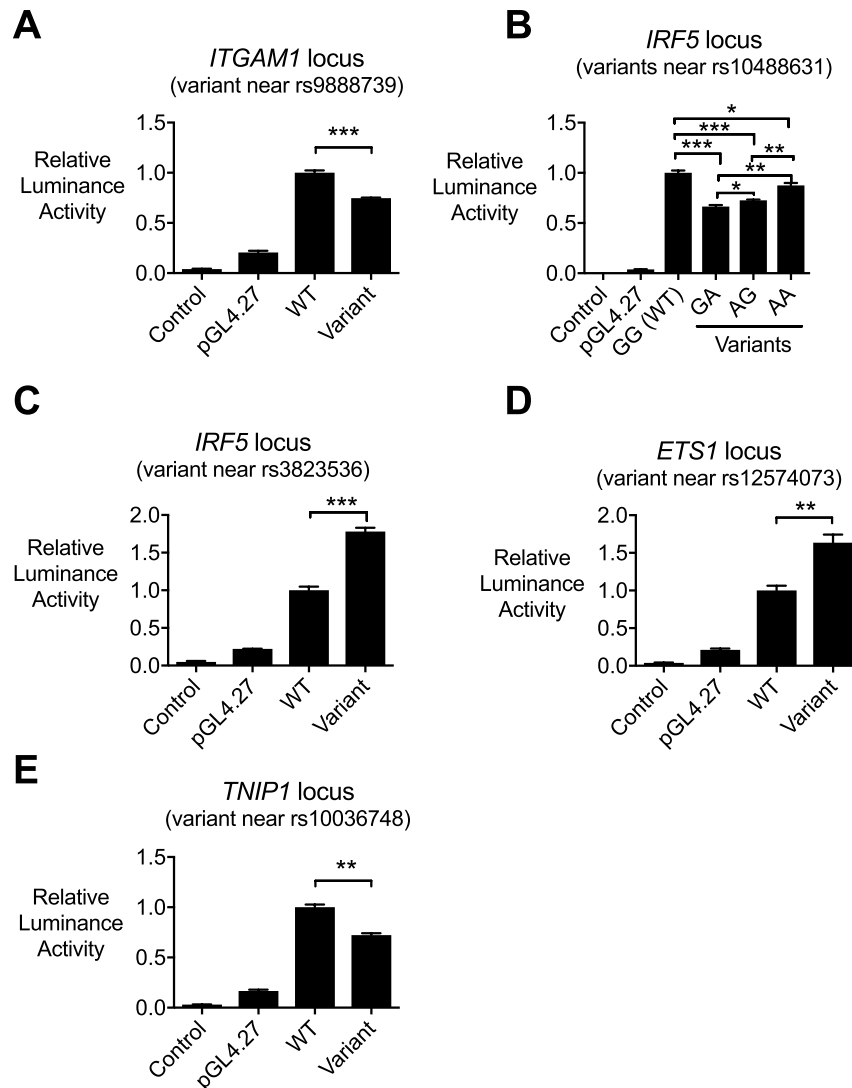 A
ITGAM1 locus
(variant near rs9888739)
Relative
Luminance
Activity
1.5
1.0
0.5
0.0
***
Control
pGL4.27
WT
Variant
B
IRF5 locus
(variants near rs10488631)
Relative
Luminance
Activity
1.5
1.0
0.5
0.0
*
***
***
**
**
*
Control
pGL4.27
GG (WT)
GA
AG
AA
Variants
C
IRF5 locus
(variant near rs3823536)
Relative
Luminance
Activity
2.0
1.5
1.0
0.5
0.0
***
Control
pGL4.27
WT
Variant
D
ETS1 locus
(variant near rs12574073)
Relative
Luminance
Activity
2.0
1.5
1.0
0.5
0.0
**
Control
pGL4.27
WT
Variant
E
TNIP1 locus
(variant near rs10036748)
Relative
Luminance
Activity
1.5
1.0
0.5
0.0
**
Control
pGL4.27
WT
Variant